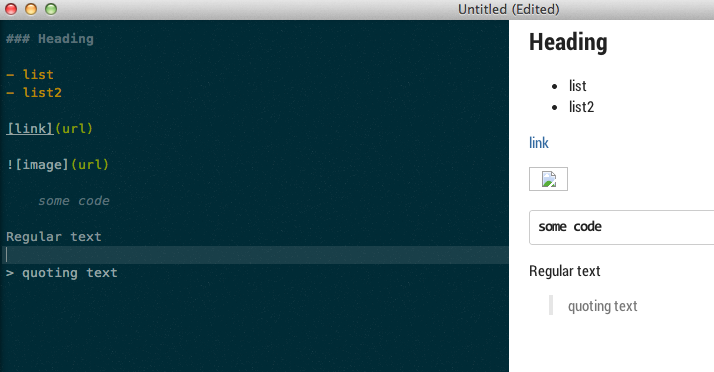 Untitled (Edited)
### Heading
- list
- list2
[link](url)
![image](url)
some code
Regular text
> quoting text
Heading
• list
• list2
link
some code
Regular text
quoting text